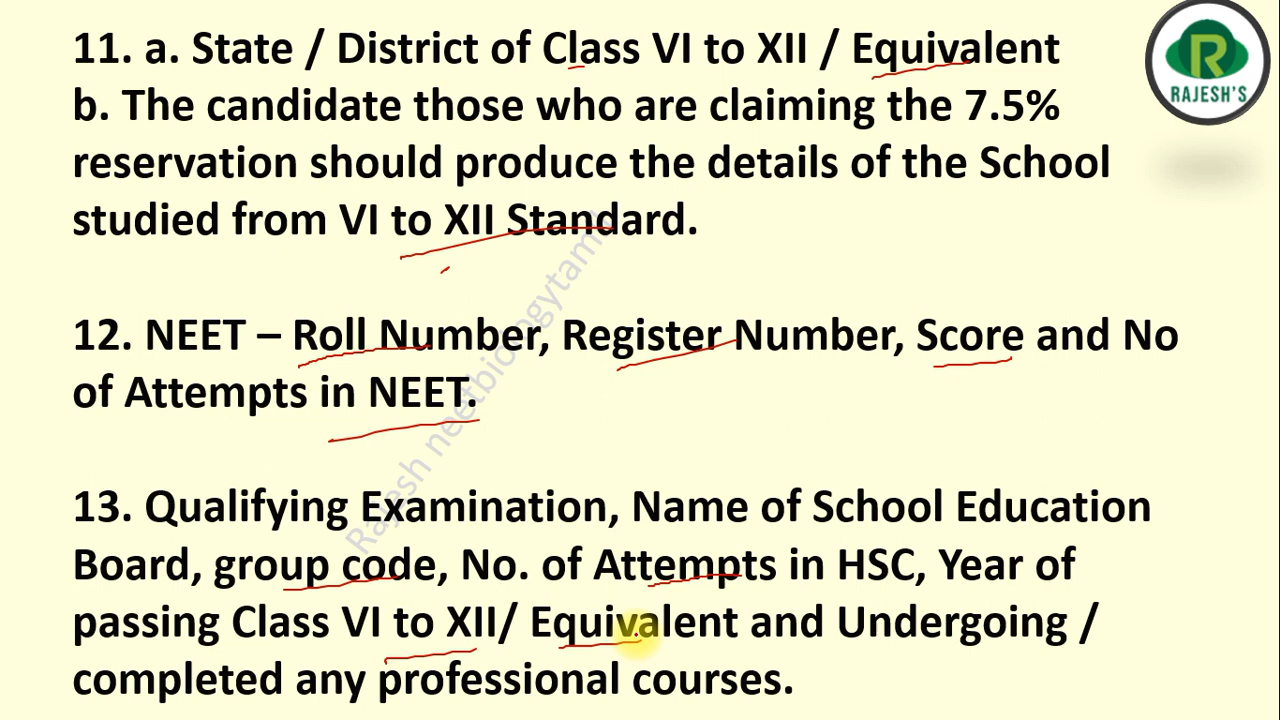 11. a. State / District of Class VI to XII / Equivalent
b. The candidate those who are claiming the 7.5%
reservation should produce the details of the School
studied from VI to XII Standard.
12. NEET – Roll Number, Register Number, Score and No
of Attempts in NEET.
13. Qualifying Examination, Name of School Education
Board, group code, No. of Attempts in HSC, Year of
passing Class VI to XII/ Equivalent and Undergoing /
completed any professional courses.
R
RAJESH'S
Rajesh neetbiologytamil